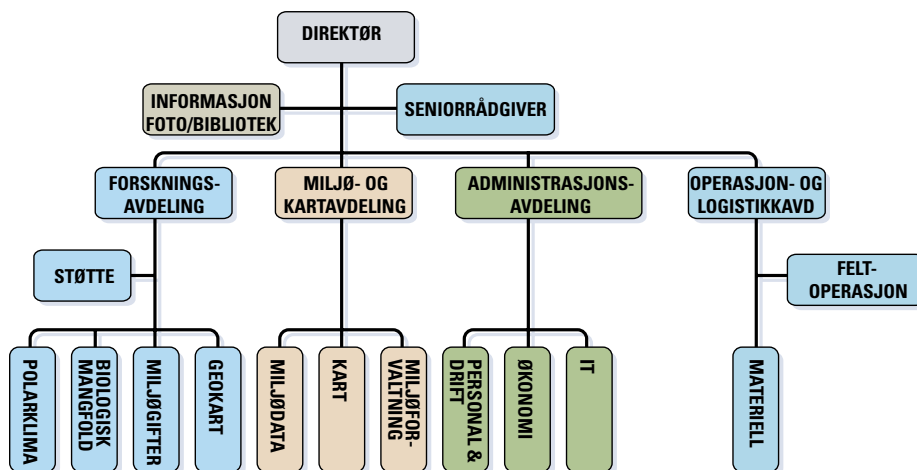 DIREKTØR
INFORMASJON
FOTO/BIBLIOTEK
SENIORRÅDGIVER
FORSKNINGS-
AVDELING
MILJØ- OG
KARTAVDELING
ADMINISTRASJONS-
AVDELING
OPERASJON- OG
LOGISTIKKAVD
STØTTE
FELT-
OPERASJON
POLARKLIMA
BIOLOGISK
MANGFOLD
MILJØGIFTER
GEOKART
MILJØDATA
KART
MILJØFOR-
VALTNING
PERSONAL &
DRIFT
ØKONOMI
IT
MATERIELL